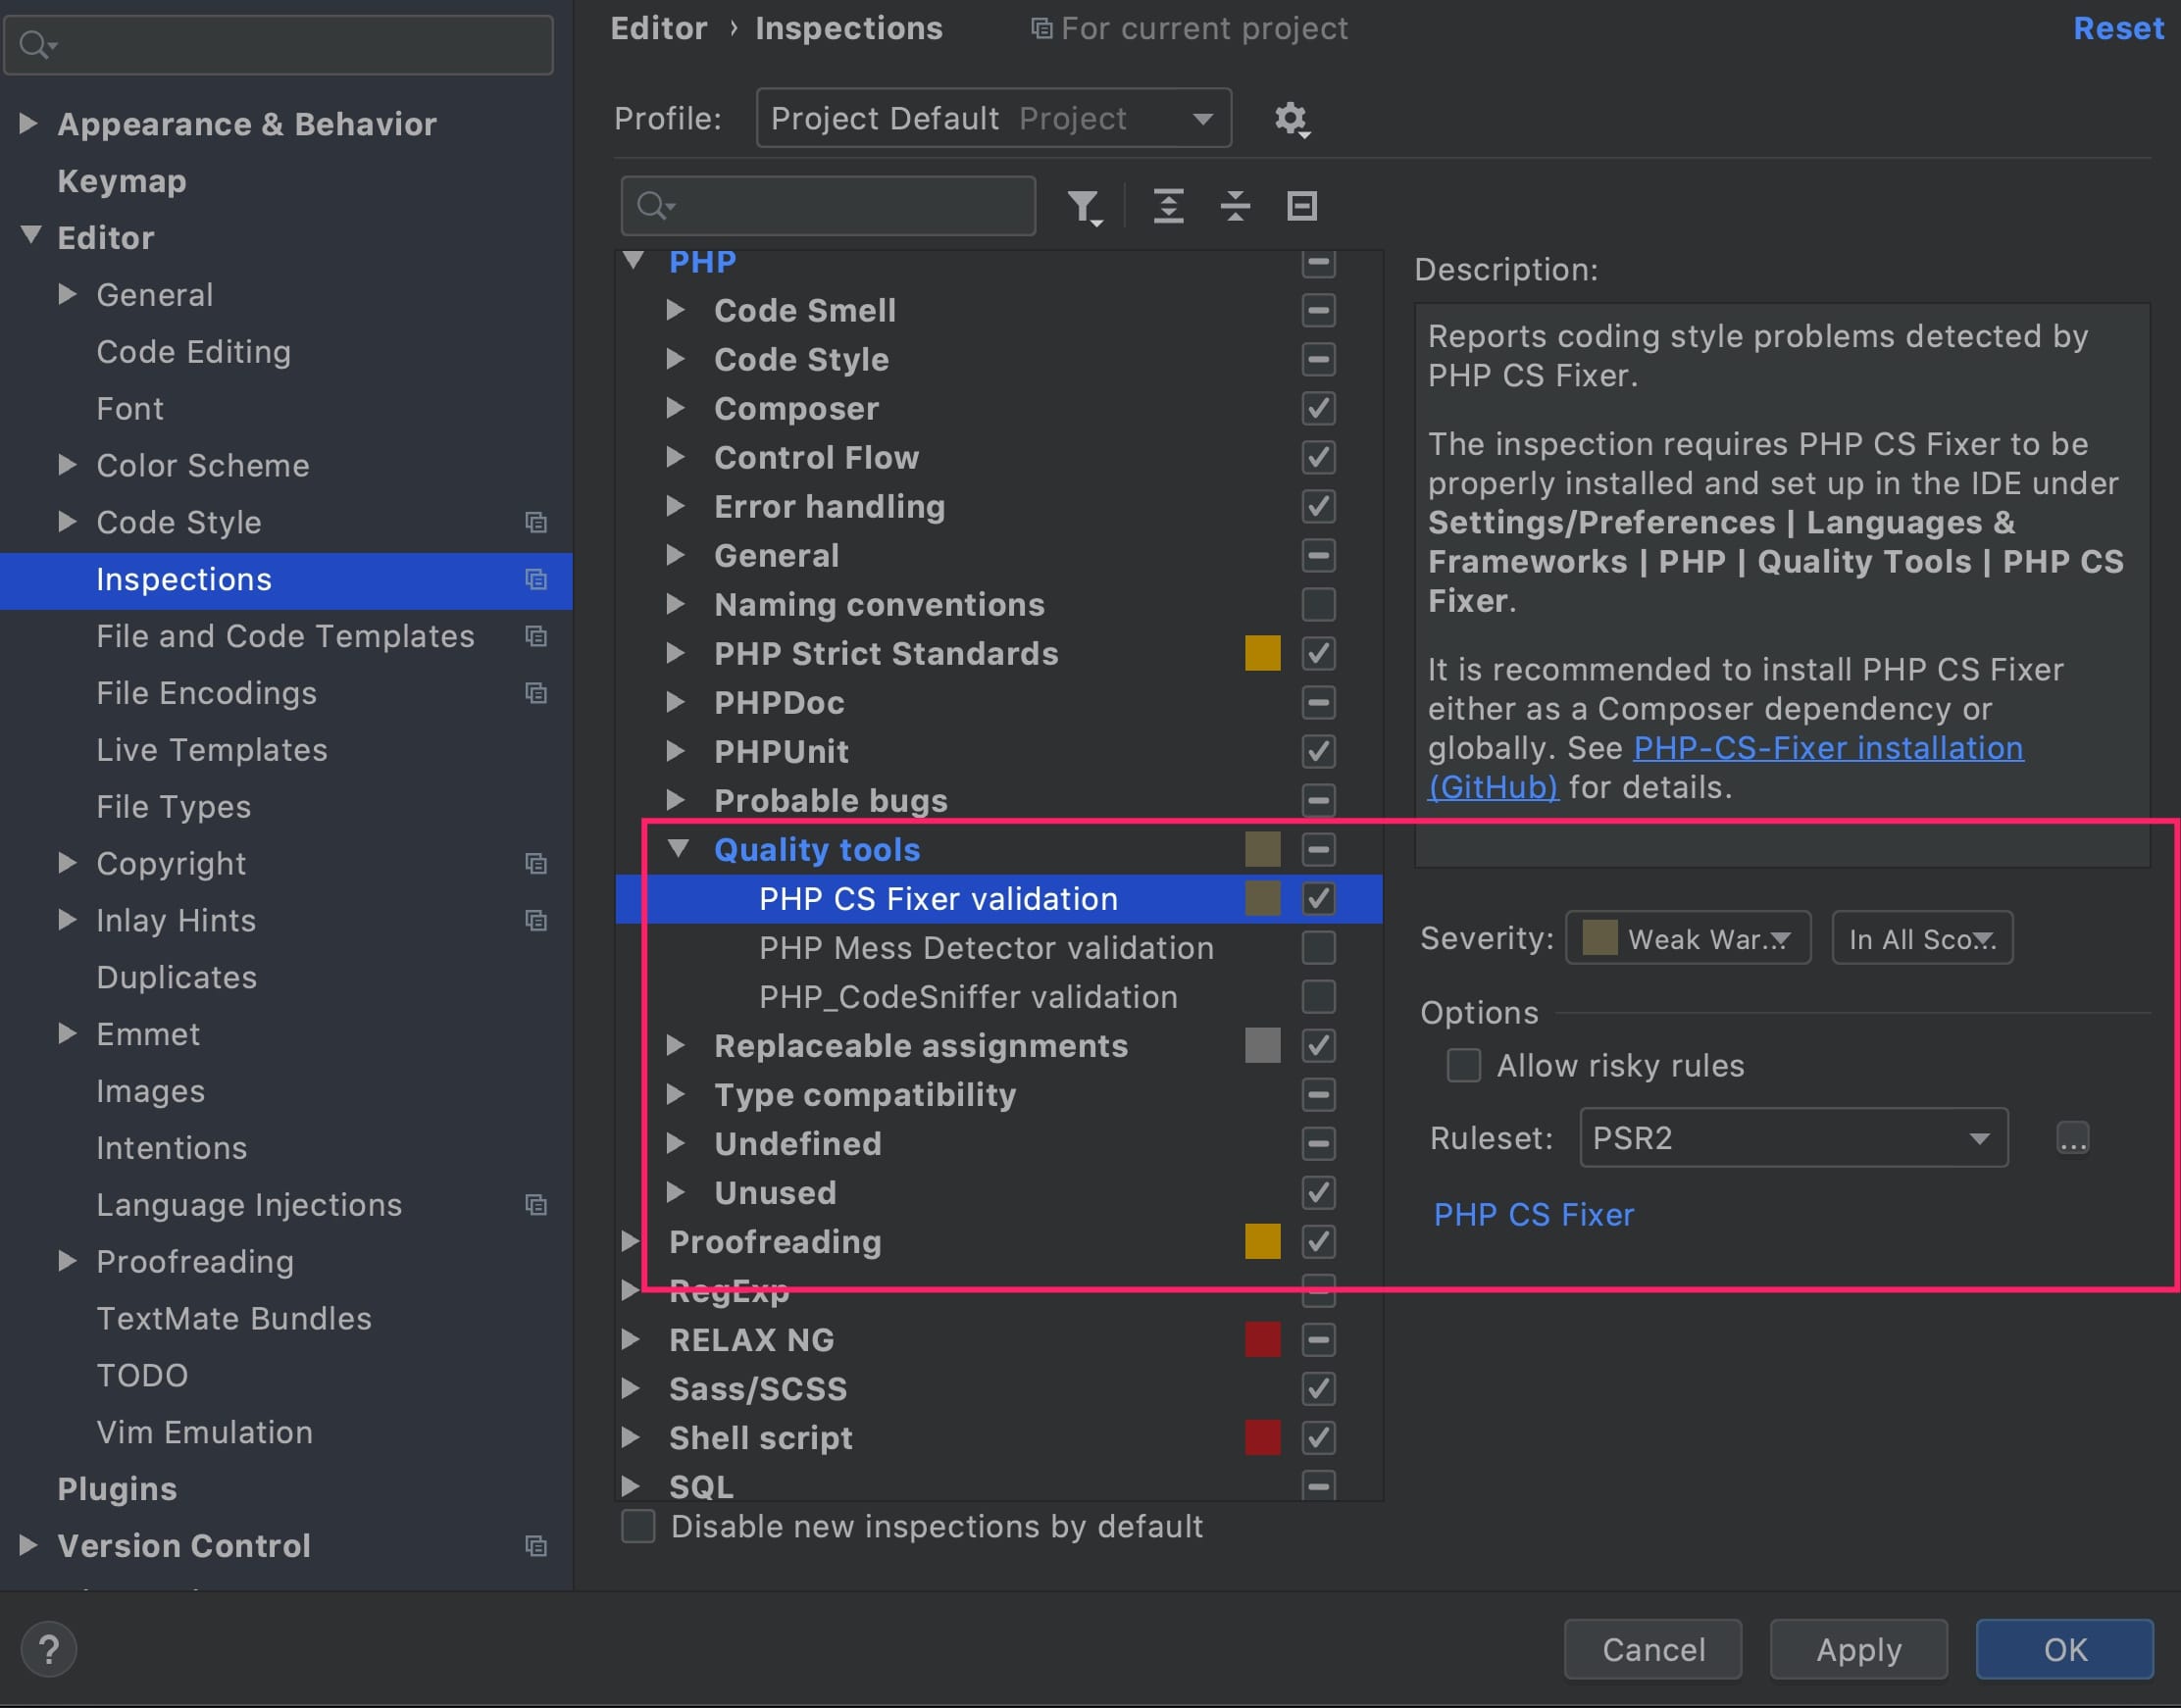 Appearance & Behavior
Keymap
Editor
General
Code Editing
Font
Color Scheme
Code Style
Inspections
File and Code Templates
File Encodings
Live Templates
File Types
Copyright
Inlay Hints
Duplicates
Emmet
Images
Intentions
Language Injections
Proofreading
TextMate Bundles
TODO
Vim Emulation
Plugins
Version Control
?
Editor › Inspections
For current project
Reset
Profile: Project Default Project
PHP
Code Smell
Code Style
Composer
Control Flow
Error handling
General
Naming conventions
PHP Strict Standards
PHPDoc
PHPUnit
Probable bugs
Quality tools
PHP CS Fixer validation
PHP Mess Detector validation
PHP_CodeSniffer validation
Replaceable assignments
Type compatibility
Undefined
Unused
Proofreading
RegExp
RELAX NG
Sass/SCSS
Shell script
SQL
Disable new inspections by default
Description:
Reports coding style problems detected by
PHP CS Fixer.
The inspection requires PHP CS Fixer to be
properly installed and set up in the IDE under
Settings/Preferences | Languages &
Frameworks | PHP | Quality Tools | PHP CS
Fixer.
It is recommended to install PHP CS Fixer
either as a Composer dependency or
globally. See PHP-CS-Fixer installation
(GitHub) for details.
Severity: Weak War... In All Sco...
Options
Allow risky rules
Ruleset: PSR2 ...
PHP CS Fixer
Cancel Apply OK